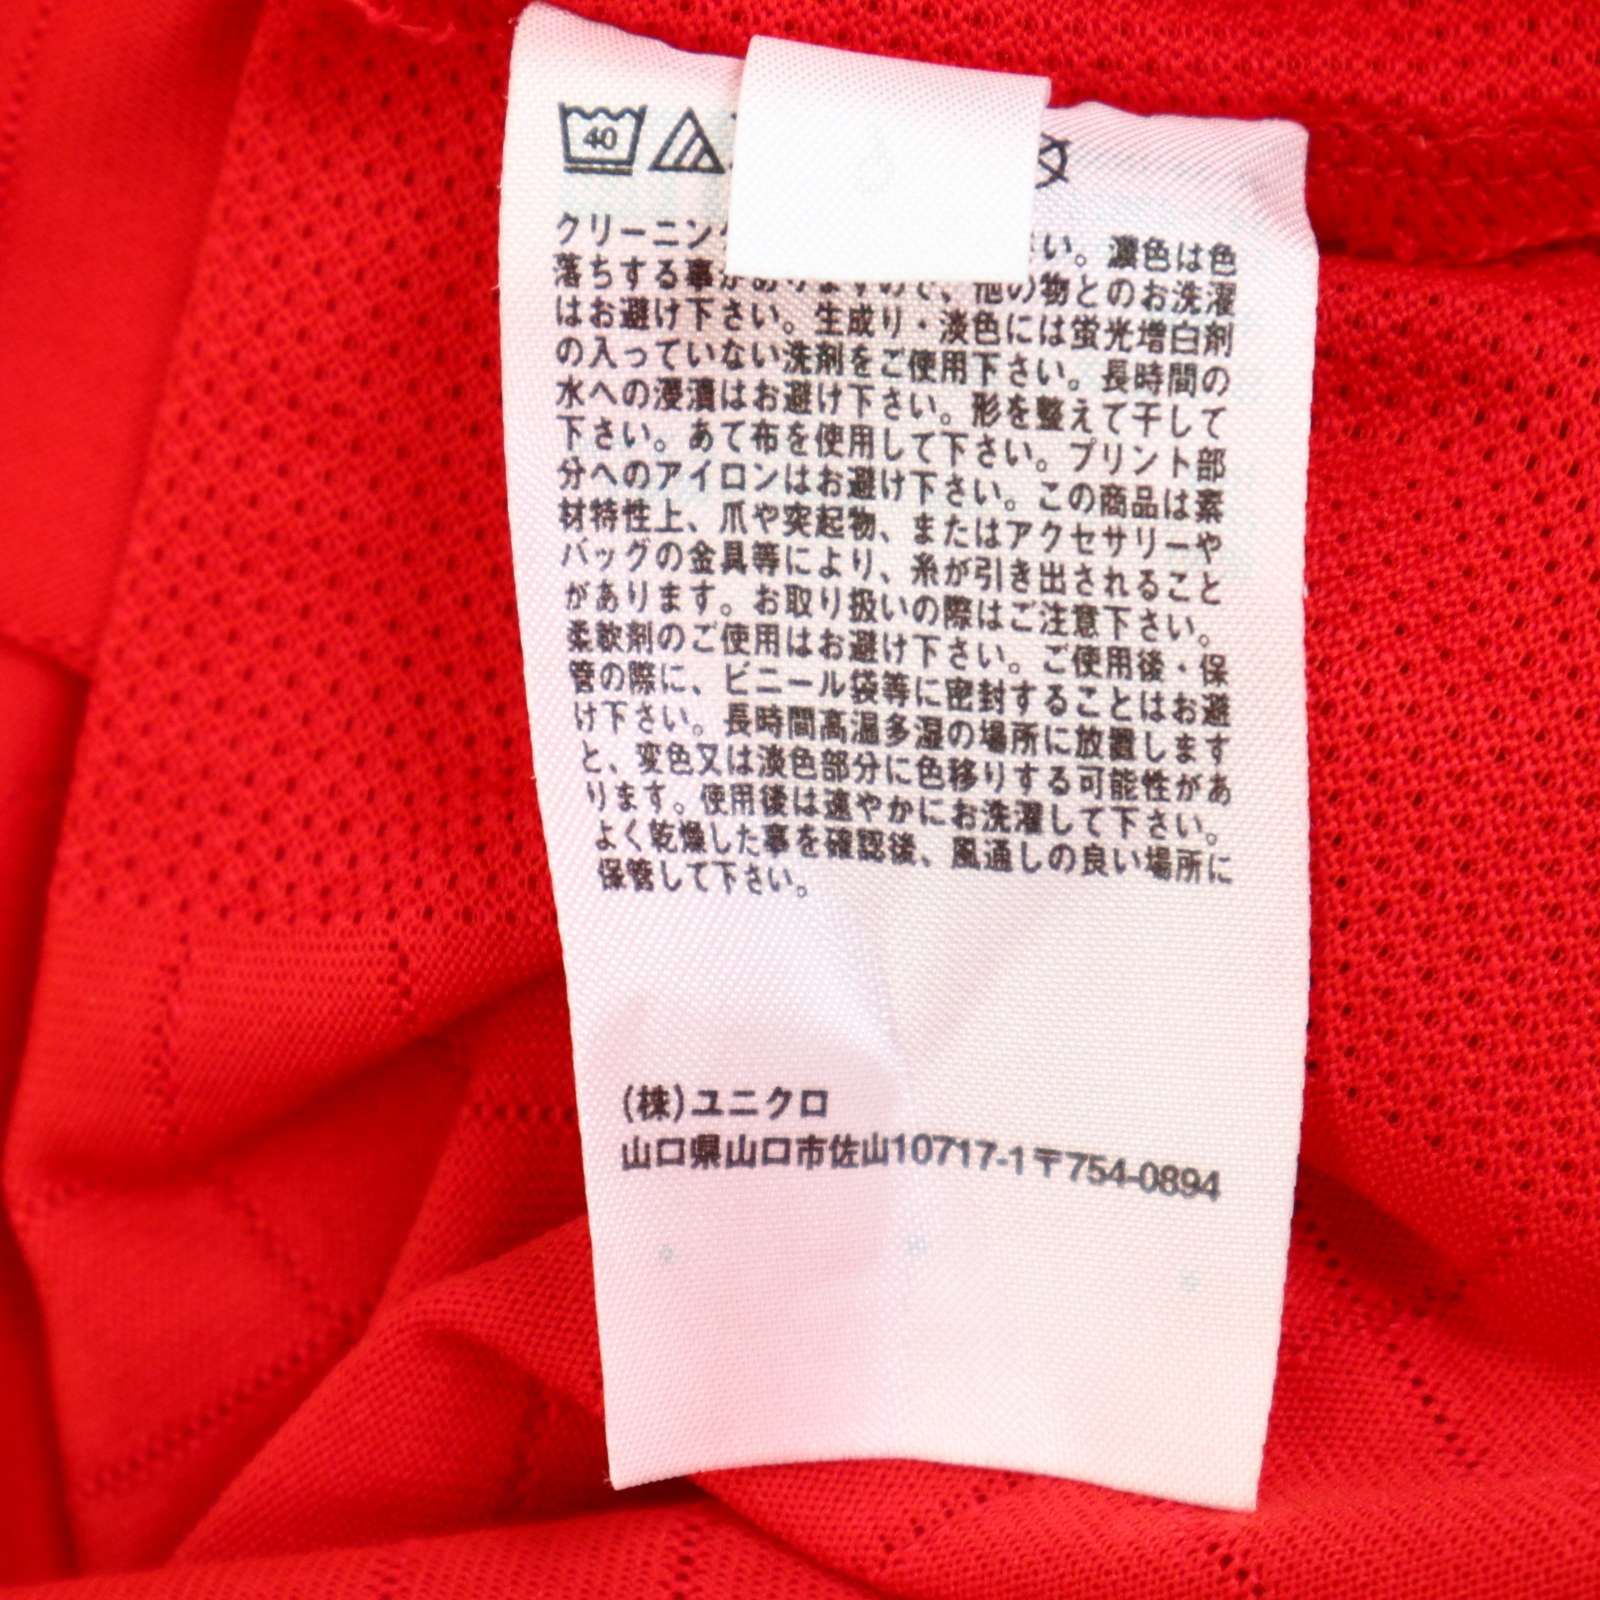 40
クリーニング
さい。濃色は色
落ちする事がありますので、他の物とのお洗濯
はお避け下さい。生成り・淡色には蛍光増白剤
の入っていない洗剤をご使用下さい。長時間の
水への浸漬はお避け下さい。形を整えて干して
下さい。あて布を使用して下さい。プリント部
分へのアイロンはお避け下さい。この商品は素
材特性上、爪や突起物、またはアクセサリーや
バッグの金具等により、糸が引き出されること
があります。お取り扱いの際はご注意下さい。
柔軟剤のご使用はお避け下さい。ご使用後・保
管の際に、ビニール袋等に密封することはお避
け下さい。長時間高温多湿の場所に放置します
と、変色又は淡色部分に色移りする可能性があ
ります。使用後は速やかにお洗濯して下さい。
よく乾燥した事を確認後、風通しの良い場所に
保管して下さい。
(株)ユニクロ
山口県山口市佐山10717-1〒754-0894